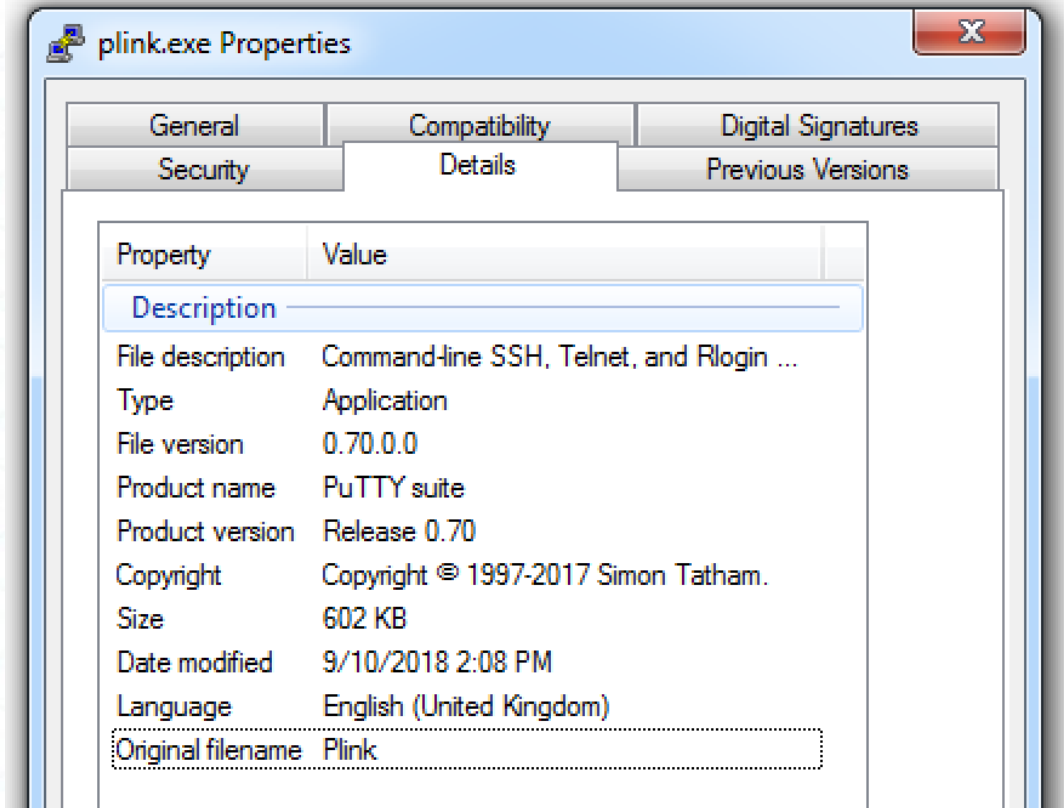 plink.exe Properties
General Compatibility Digital Signatures
Security Details Previous Versions
Property Value
Description
File description Command-line SSH, Telnet, and Rlogin ...
Type Application
File version 0.70.0.0
Product name PuTTY suite
Product version Release 0.70
Copyright Copyright © 1997-2017 Simon Tatham.
Size 602 KB
Date modified 9/10/2018 2:08 PM
Language English (United Kingdom)
Original filename Plink